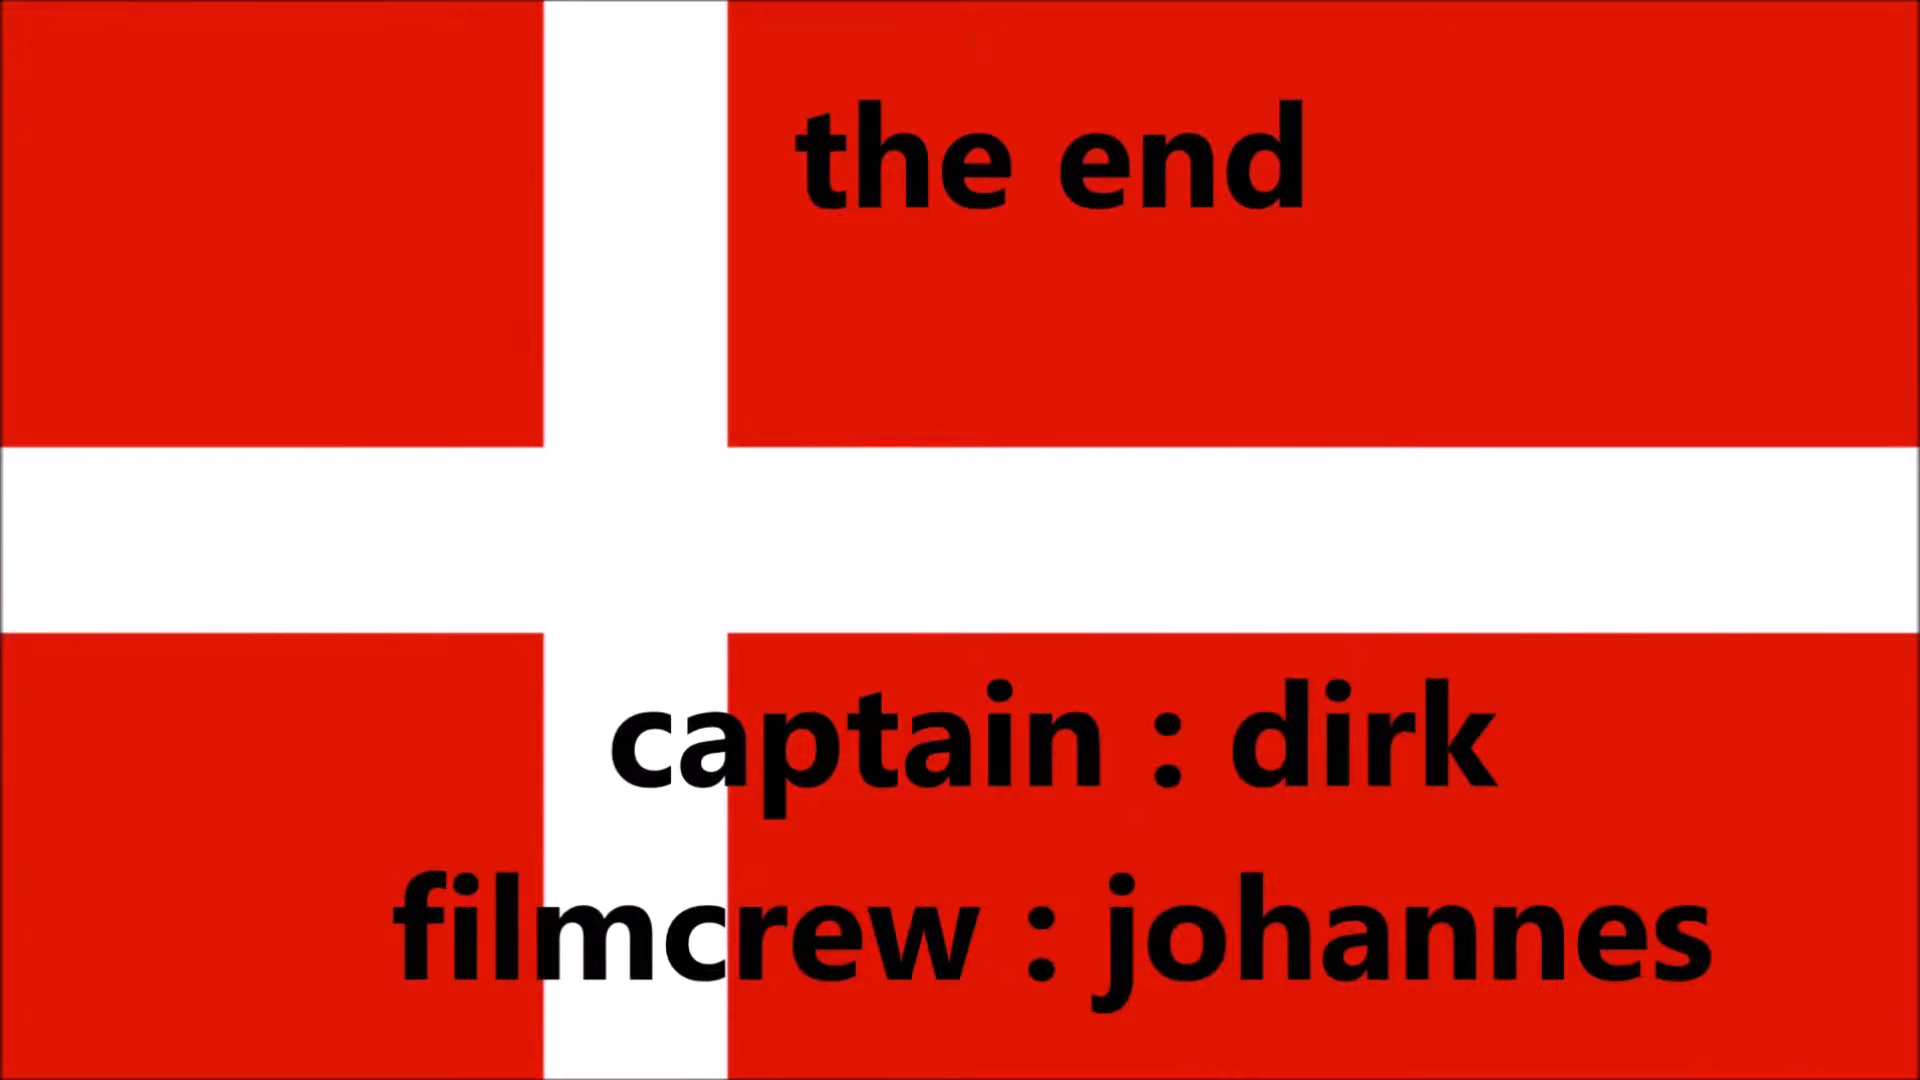 the end
captain : dirk
filmcrew : johannes